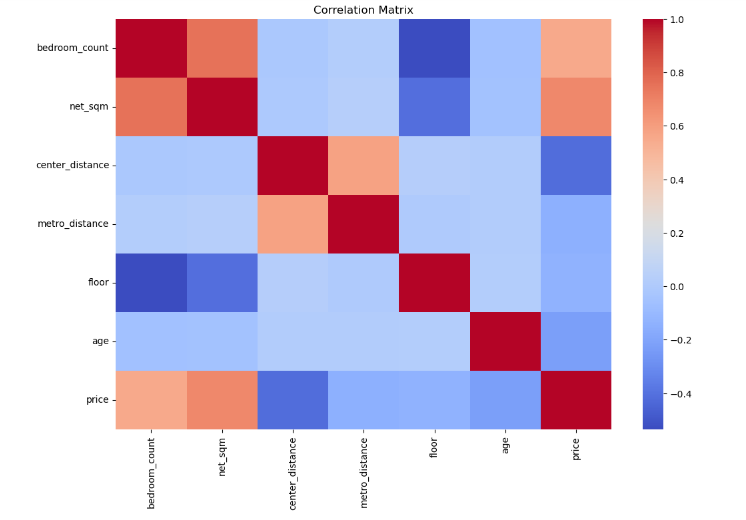 Correlation Matrix
bedroom_count
net_sqm
center_distance
metro_distance
floor
age
price
bedroom_count
net_sqm
center_distance
metro_distance
floor
age
price
1.0
0.8
0.6
0.4
0.2
0.0
−0.2
−0.4